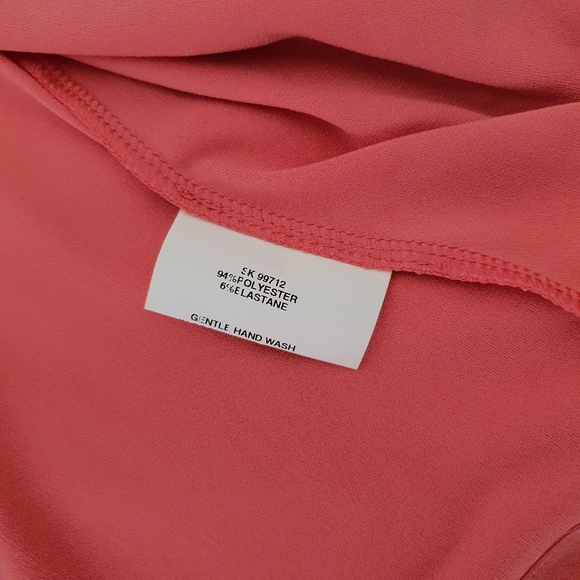 SK 99712
94%POLYESTER
6%ELASTANE
GENTLE HAND WASH